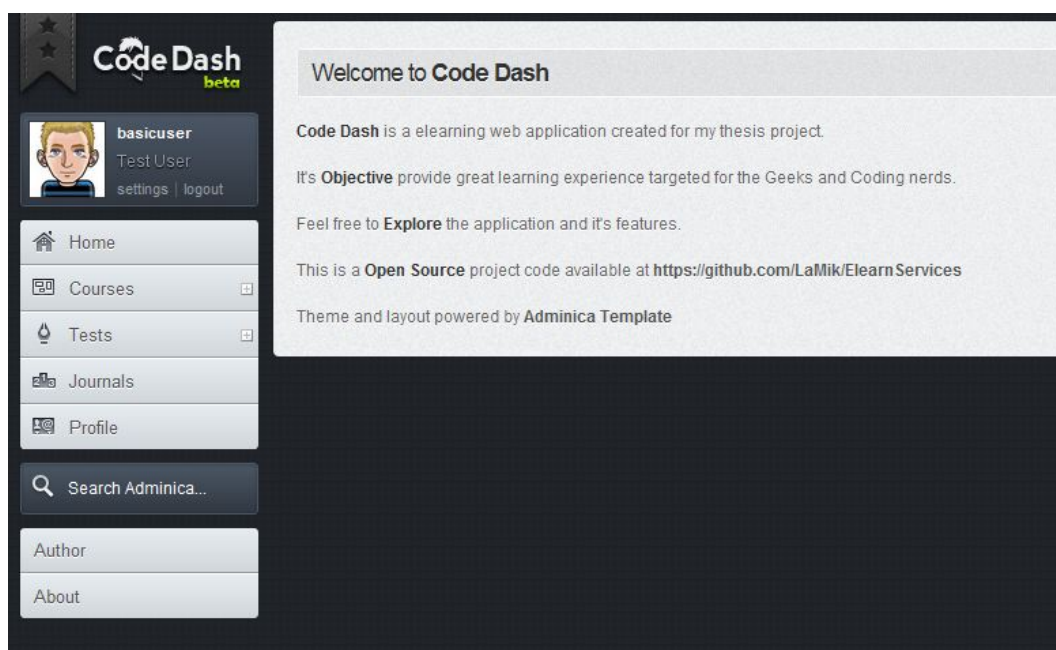 Code Dash
beta
basicuser
Test User
settings | logout
Home
Courses
Tests
Journals
Profile
Search Adminica...
Author
About
Welcome to Code Dash
Code Dash is a elearning web application created for my thesis project.
It's Objective provide great learning experience targeted for the Geeks and Coding nerds.
Feel free to Explore the application and it's features.
This is a Open Source project code available at https://github.com/LaMik/ElearnServices
Theme and layout powered by Adminica Template